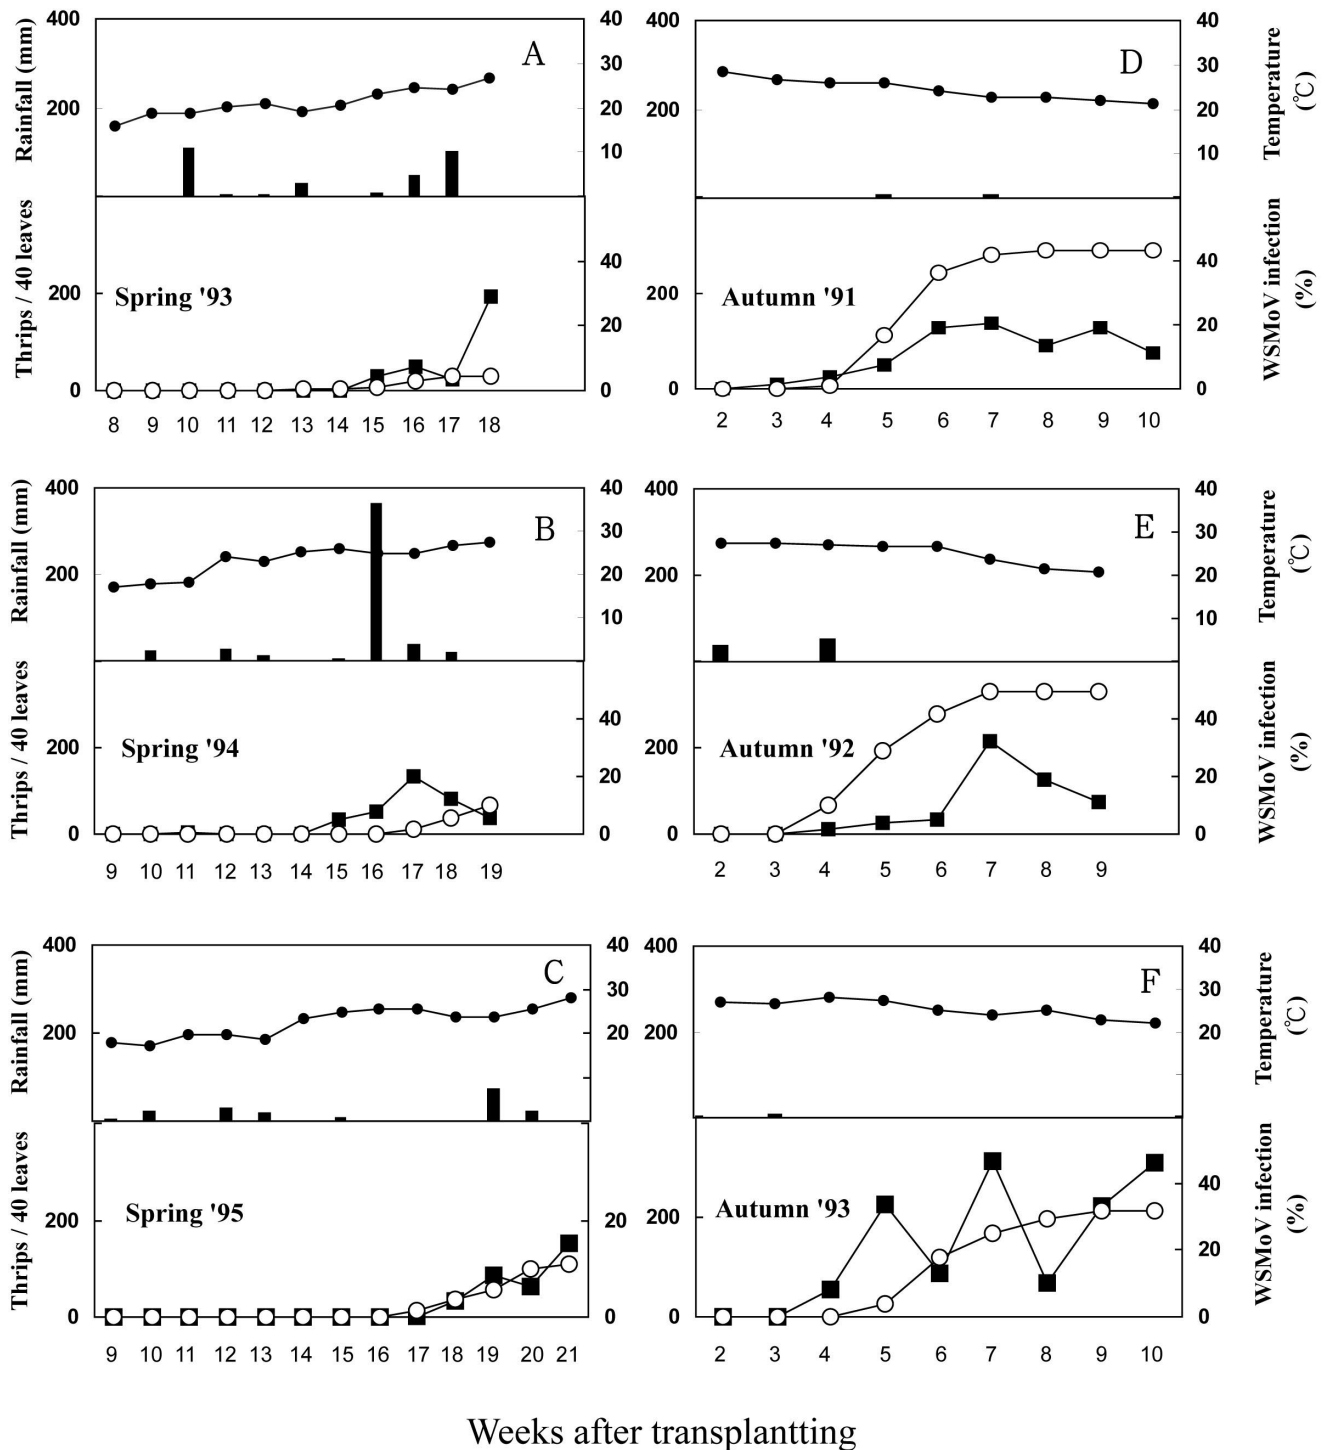 400
40
400
40
Rainfall (mm)
A
D
Temperature
(℃)
30
30
200
20
200
20
10
10
Thrips / 40 leaves
WSMoV infection
(%)
40
40
Spring '93
Autumn '91
200
20
200
20
0
0
0
0
8 9 10 11 12 13 14 15 16 17 18
2 3 4 5 6 7 8 9 10
400
40
400
40
Rainfall (mm)
B
E
Temperature
(℃)
30
30
200
20
200
20
10
10
Thrips / 40 leaves
WSMoV infection
(%)
40
40
Spring '94
Autumn '92
200
20
200
20
0
0
0
0
9 10 11 12 13 14 15 16 17 18 19
2 3 4 5 6 7 8 9
400
40
400
40
Rainfall (mm)
C
F
Temperature
(℃)
30
30
200
20
200
20
10
10
Thrips / 40 leaves
WSMoV infection
(%)
40
Spring '95
Autumn '93
200
20
200
20
0
0
0
0
9 10 11 12 13 14 15 16 17 18 19 20 21
2 3 4 5 6 7 8 9 10
Weeks after transplantting